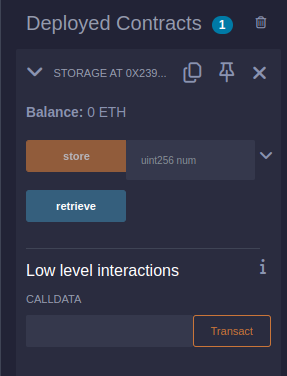 Deployed Contracts 1
STORAGE AT 0X239...
Balance: 0 ETH
store uint256 num
retrieve
Low level interactions i
CALLDATA
Transact